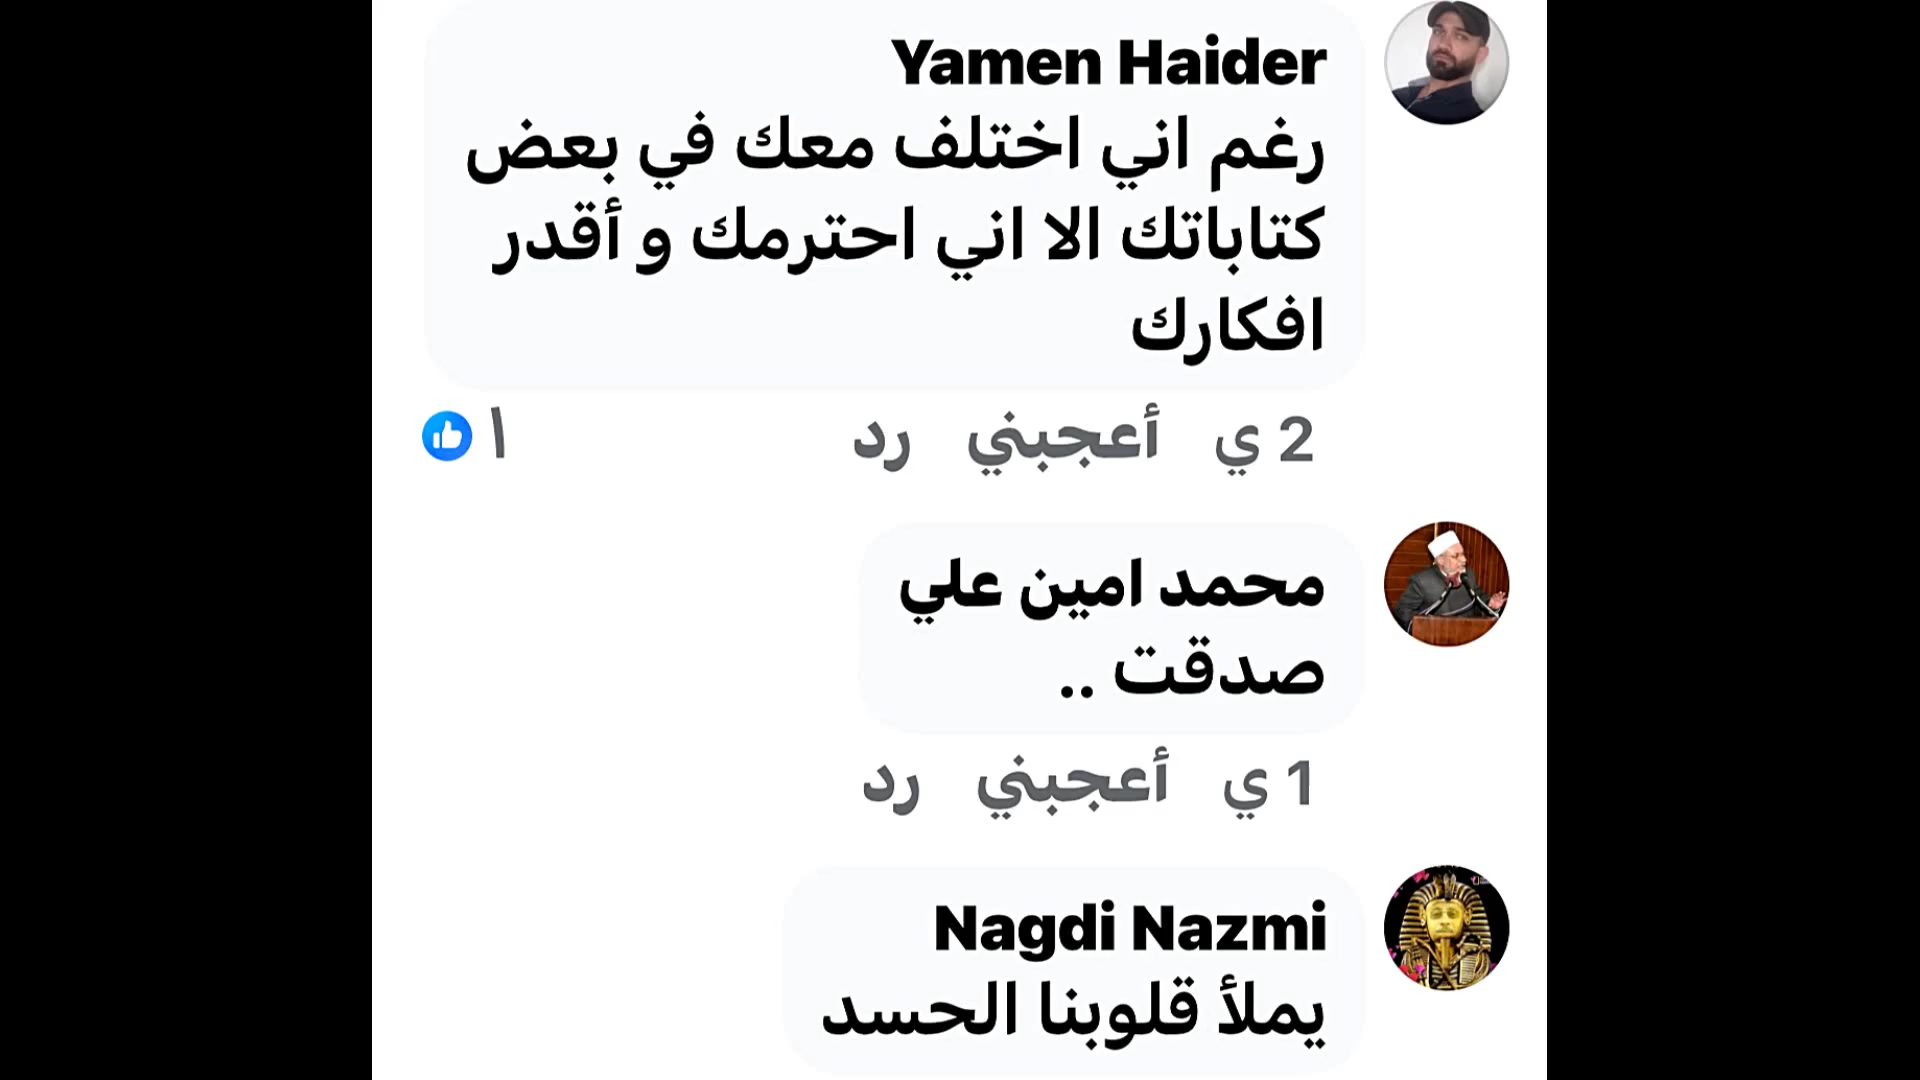 Yamen Haider
رغم اني اختلف معك في بعض
كتاباتك الا اني احترمك و أقدر
افكارك
2 ي أعجبني رد ١
محمد امين علي
صدقت ..
1 ي أعجبني رد
Nagdi Nazmi
يملأ قلوبنا الحسد